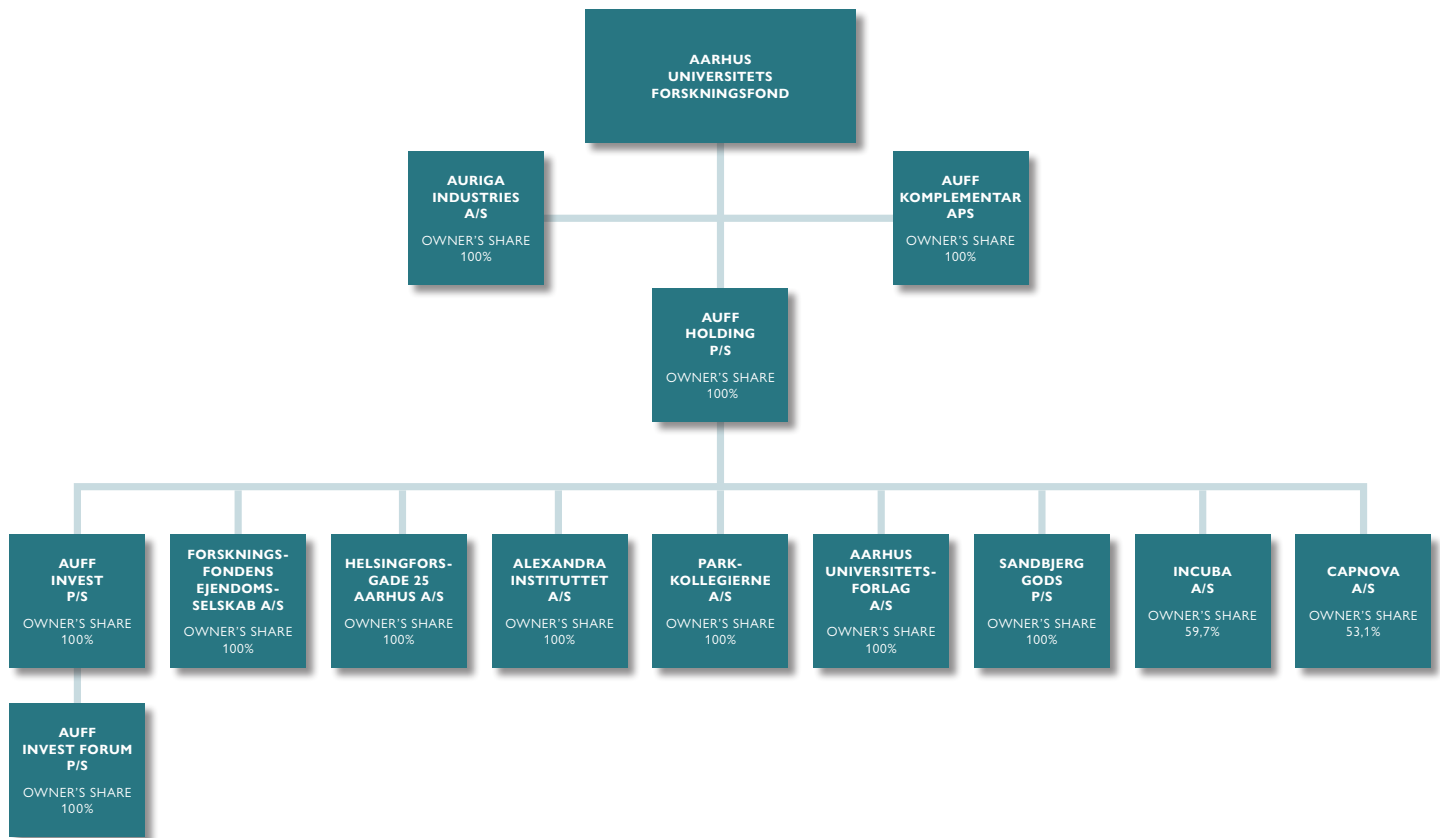 AARHUS
UNIVERSITETS
FORSKNINGSFOND
AURIGA
INDUSTRIES
A/S
OWNER'S SHARE
100%
AUFF
KOMPLEMENTAR
APS
OWNER'S SHARE
100%
AUFF
HOLDING
P/S
OWNER'S SHARE
100%
AUFF
INVEST
P/S
OWNER'S SHARE
100%
FORSKNINGS-
FONDENS
EJENDOMS-
SELSKAB A/S
OWNER'S SHARE
100%
HELSINGFORS-
GADE 25
AARHUS A/S
OWNER'S SHARE
100%
ALEXANDRA
INSTITUTTET
A/S
OWNER'S SHARE
100%
PARK-
KOLLEGIERNE
A/S
OWNER'S SHARE
100%
AARHUS
UNIVERSITETS-
FORLAG
A/S
OWNER'S SHARE
100%
SANDBJERG
GODS
P/S
OWNER'S SHARE
100%
INCUBA
A/S
OWNER'S SHARE
59,7%
CAPNOVA
A/S
OWNER'S SHARE
53,1%
AUFF
INVEST FORUM
P/S
OWNER'S SHARE
100%